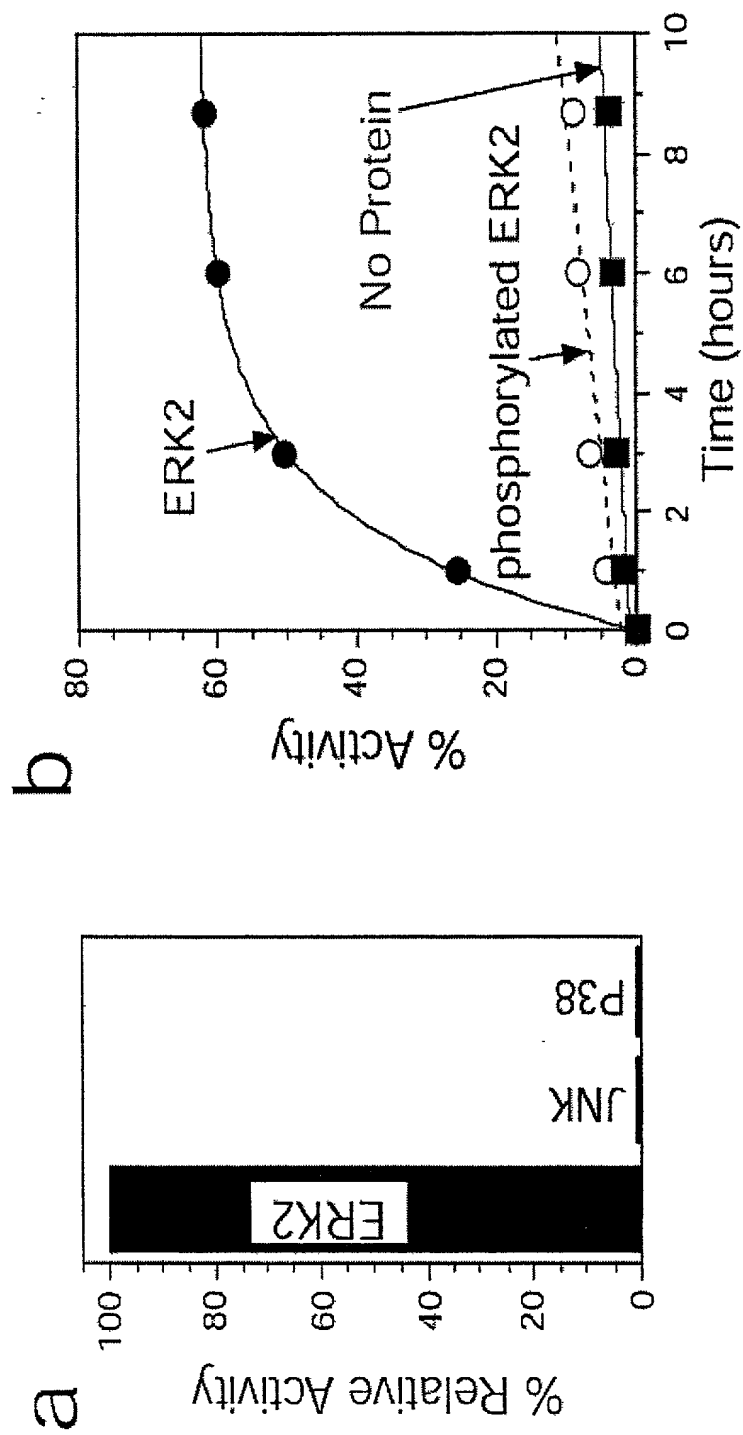 a
% Relative Activity
100
80
60
40
20
0
ERK2
JNK
P38
b
% Activity
80
60
40
20
0
ERK2
No Protein
phosphorylated ERK2
0
2
4
6
8
10
Time (hours)